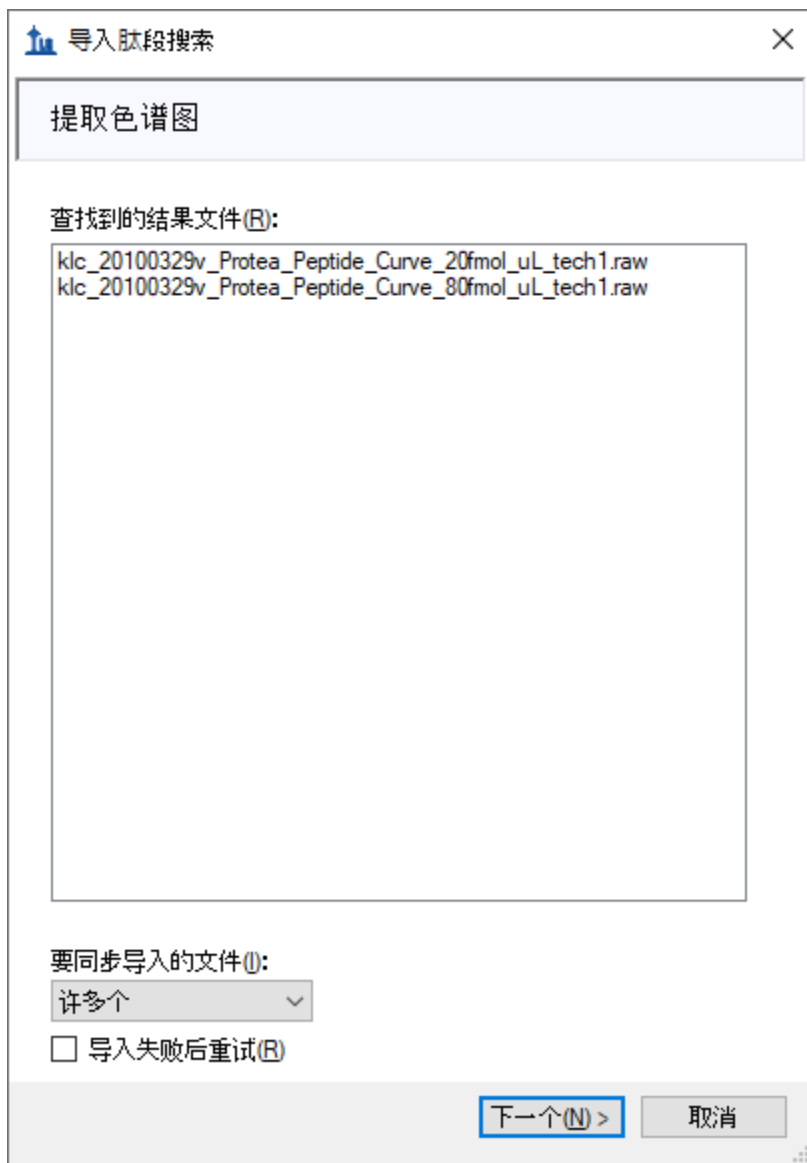 导入肽段搜索
提取色谱图
查找到的结果文件(R):
klc_20100329v_Protea_Peptide_Curve_20fmol_uL_tech1.raw
klc_20100329v_Protea_Peptide_Curve_80fmol_uL_tech1.raw
要同步导入的文件(I):
许多个
导入失败后重试(R)
下一个(N) >
取消